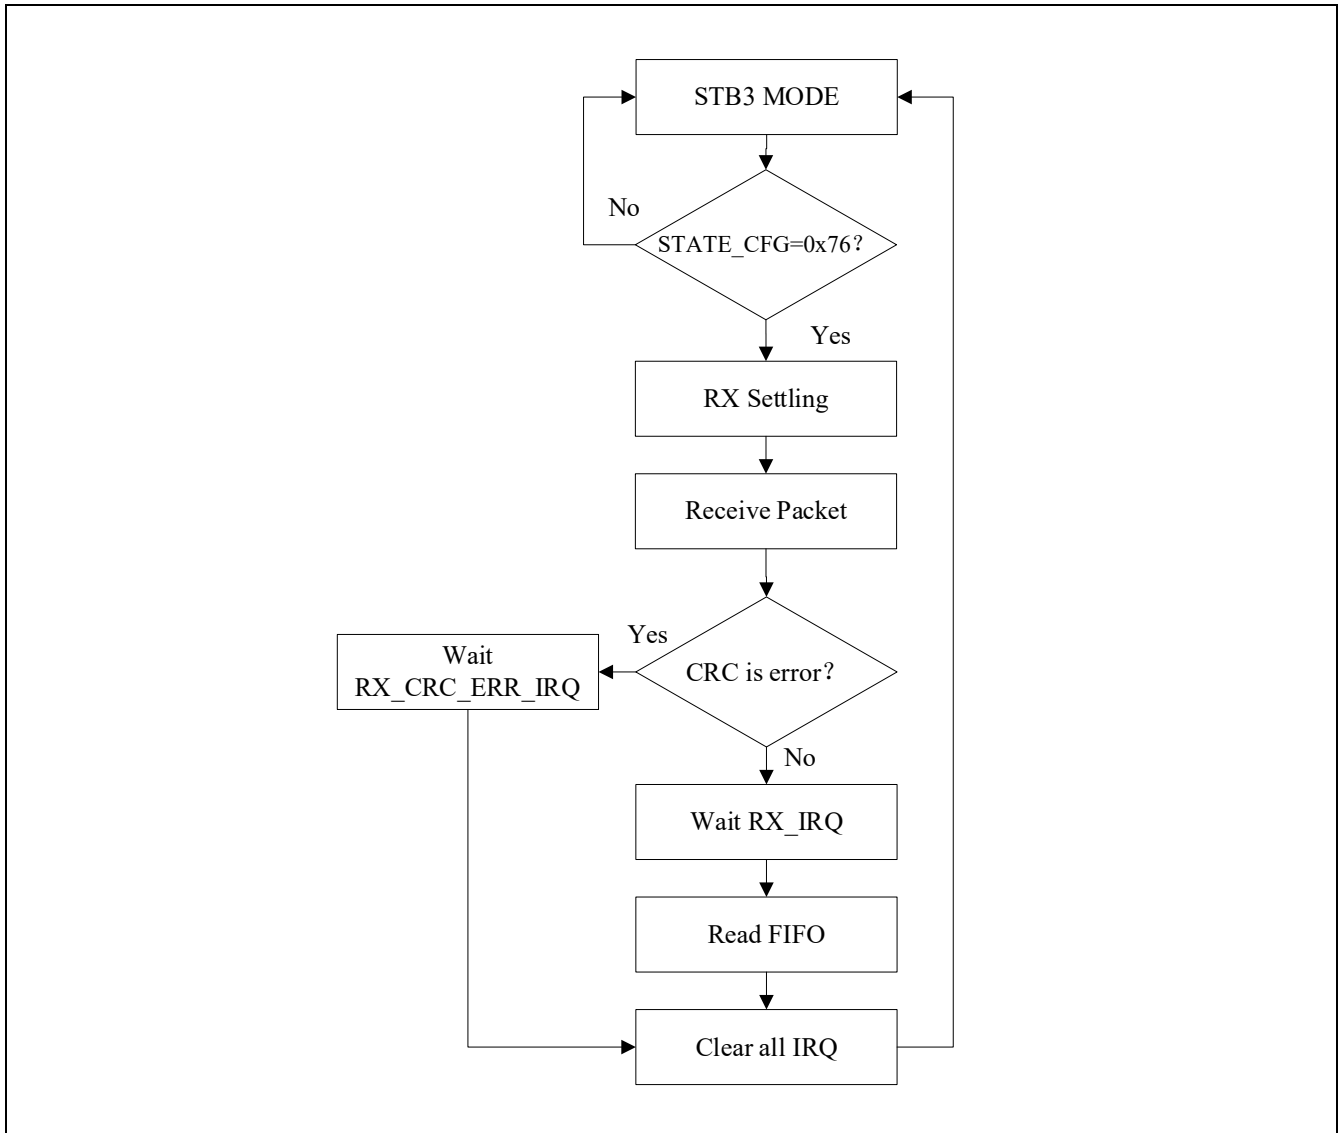 STB3 MODE
No
STATE_CFG=0x76？
Yes
RX Settling
Receive Packet
Yes
Wait
RX_CRC_ERR_IRQ
CRC is error？
No
Wait RX_IRQ
Read FIFO
Clear all IRQ